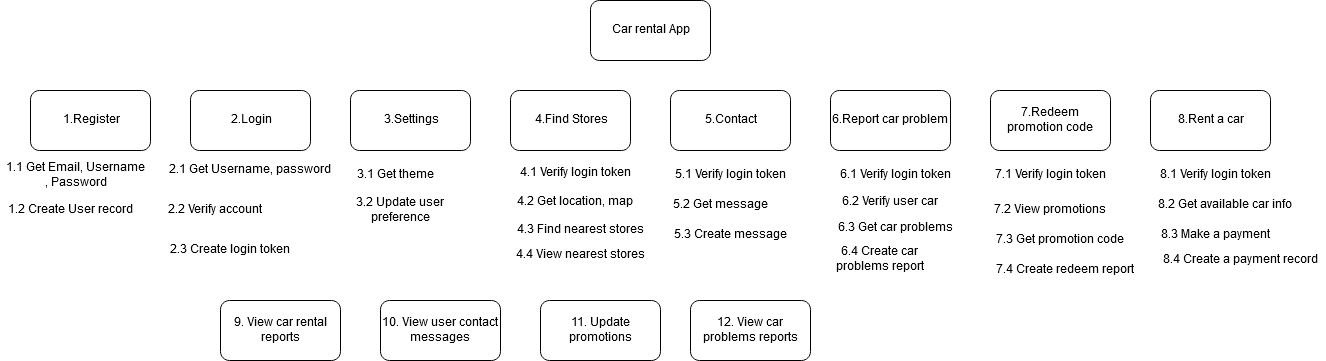 Car rental App
1.Register
2.Login
3.Settings
4.Find Stores
5.Contact
6.Report car problem
7.Redeem
promotion code
8.Rent a car
1.1 Get Email, Username
, Password
1.2 Create User record
2.1 Get Username, password
2.2 Verify account
2.3 Create login token
3.1 Get theme
3.2 Update user
preference
4.1 Verify login token
4.2 Get location, map
4.3 Find nearest stores
4.4 View nearest stores
5.1 Verify login token
5.2 Get message
5.3 Create message
6.1 Verify login token
6.2 Verify user car
6.3 Get car problems
6.4 Create car
problems report
7.1 Verify login token
7.2 View promotions
7.3 Get promotion code
7.4 Create redeem report
8.1 Verify login token
8.2 Get available car info
8.3 Make a payment
8.4 Create a payment record
9. View car rental
reports
10. View user contact
messages
11. Update
promotions
12. View car
problems reports